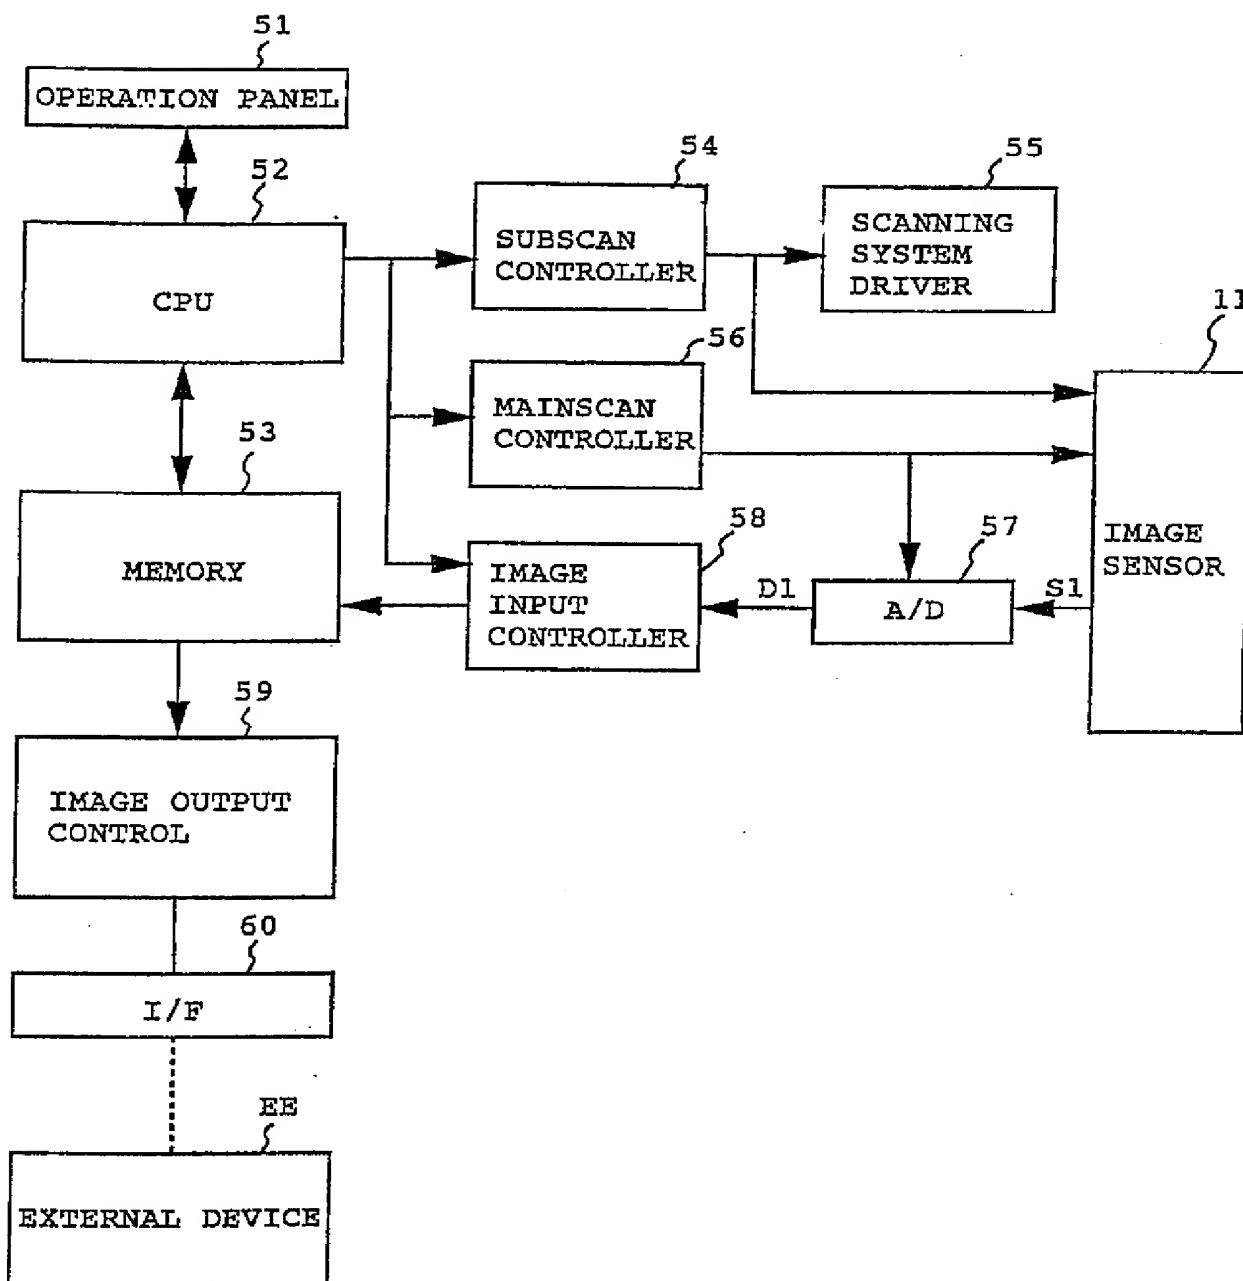 51
OPERATION PANEL
52
CPU
54
SUBSCAN
CONTROLLER
55
SCANNING
SYSTEM
DRIVER
56
MAINSCAN
CONTROLLER
11
IMAGE
SENSOR
53
MEMORY
58
IMAGE
INPUT
CONTROLLER
D1
57
A/D
S1
59
IMAGE OUTPUT
CONTROL
60
I/F
EE
EXTERNAL DEVICE